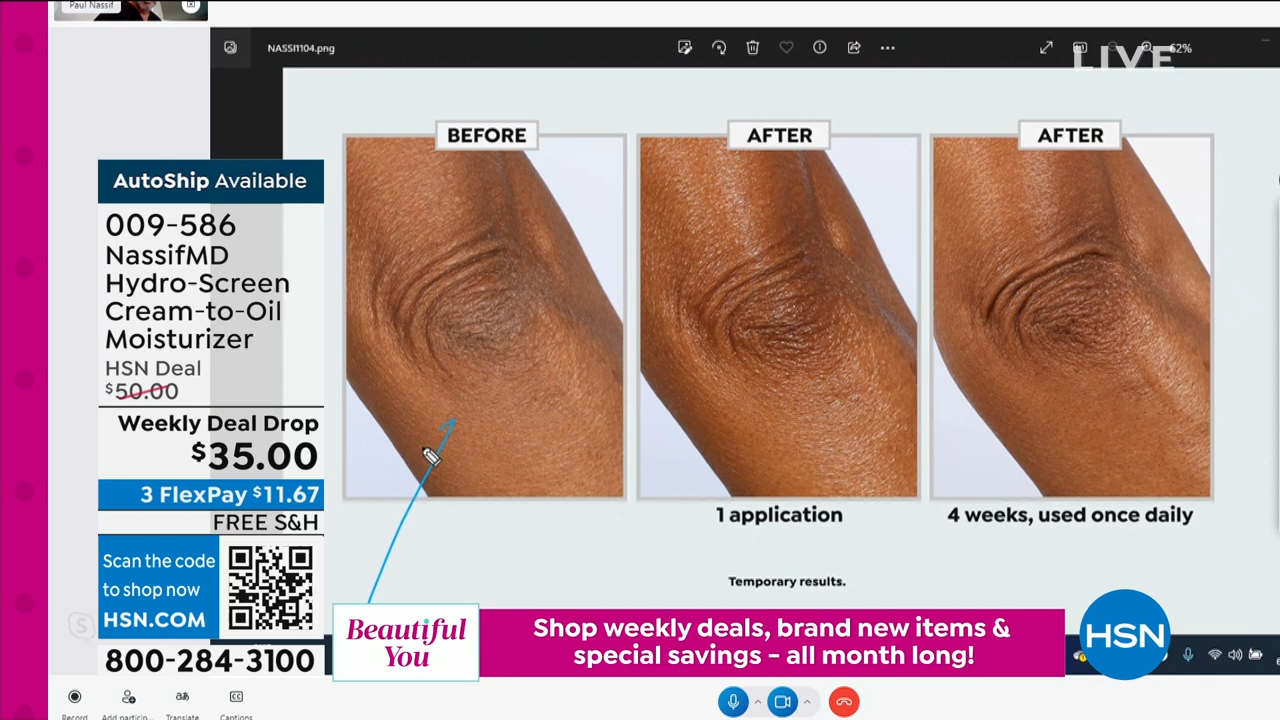 Paul Nassif
NASSI1104.png
62%
LIVE
BEFORE
AFTER
AFTER
AutoShip Available
009-586
NassifMD
Hydro-Screen
Cream-to-Oil
Moisturizer
HSN Deal
$50.00
Weekly Deal Drop
$35.00
3 FlexPay $11.67
FREE S&H
Scan the code
to shop now
HSN.COM
800-284-3100
1 application
4 weeks, used once daily
Temporary results.
Beautiful
You
Shop weekly deals, brand new items &
special savings – all month long!
HSN
Record
Add particip...
Translate
Captions